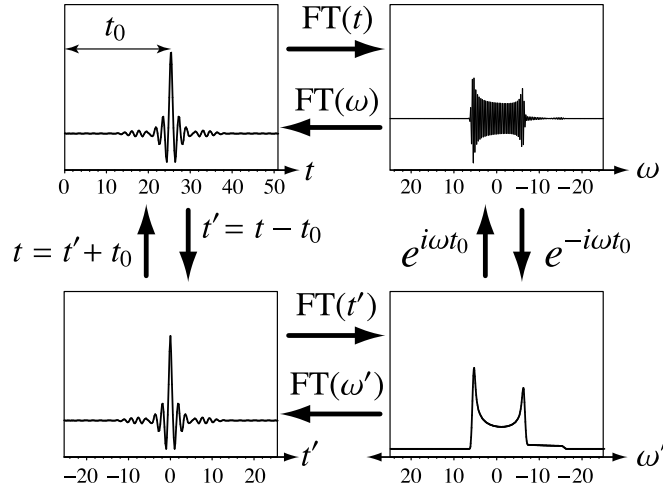 t₀
FT(t)
FT(ω)
0 10 20 30 40 50 t
20 10 0 -10 -20 ω
t = t′ + t₀
t′ = t − t₀
e^{iωt₀}
e^{−iωt₀}
FT(t′)
FT(ω′)
−20 −10 0 10 20 t′
20 10 0 -10 -20 ω′